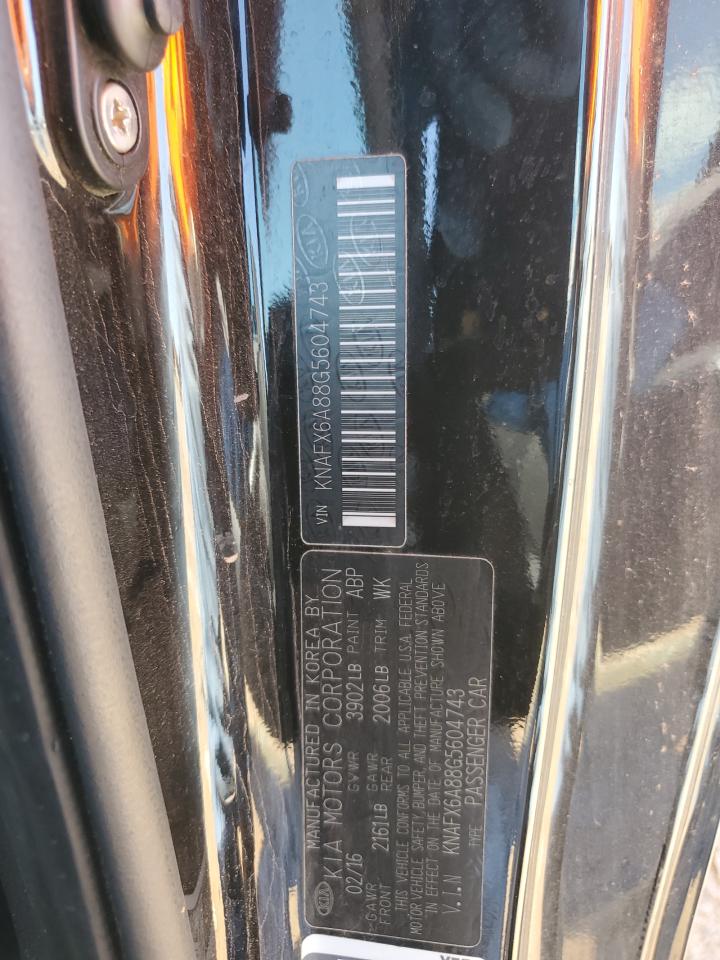 VIN KNAFX6A88G5604743
KIA
MANUFACTURED IN KOREA BY
KIA MOTORS CORPORATION
KIA
02/16 GVWR 3902LB PAINT ABP
GAWR FRONT 2161LB GAWR REAR 2006LB TRIM WK
THIS VEHICLE CONFORMS TO ALL APPLICABLE U.S.A. FEDERAL
MOTOR VEHICLE SAFETY, BUMPER, AND THEFT PREVENTION STANDARDS
IN EFFECT ON THE DATE OF MANUFACTURE SHOWN ABOVE
V.I.N KNAFX6A88G5604743
TYPE PASSENGER CAR